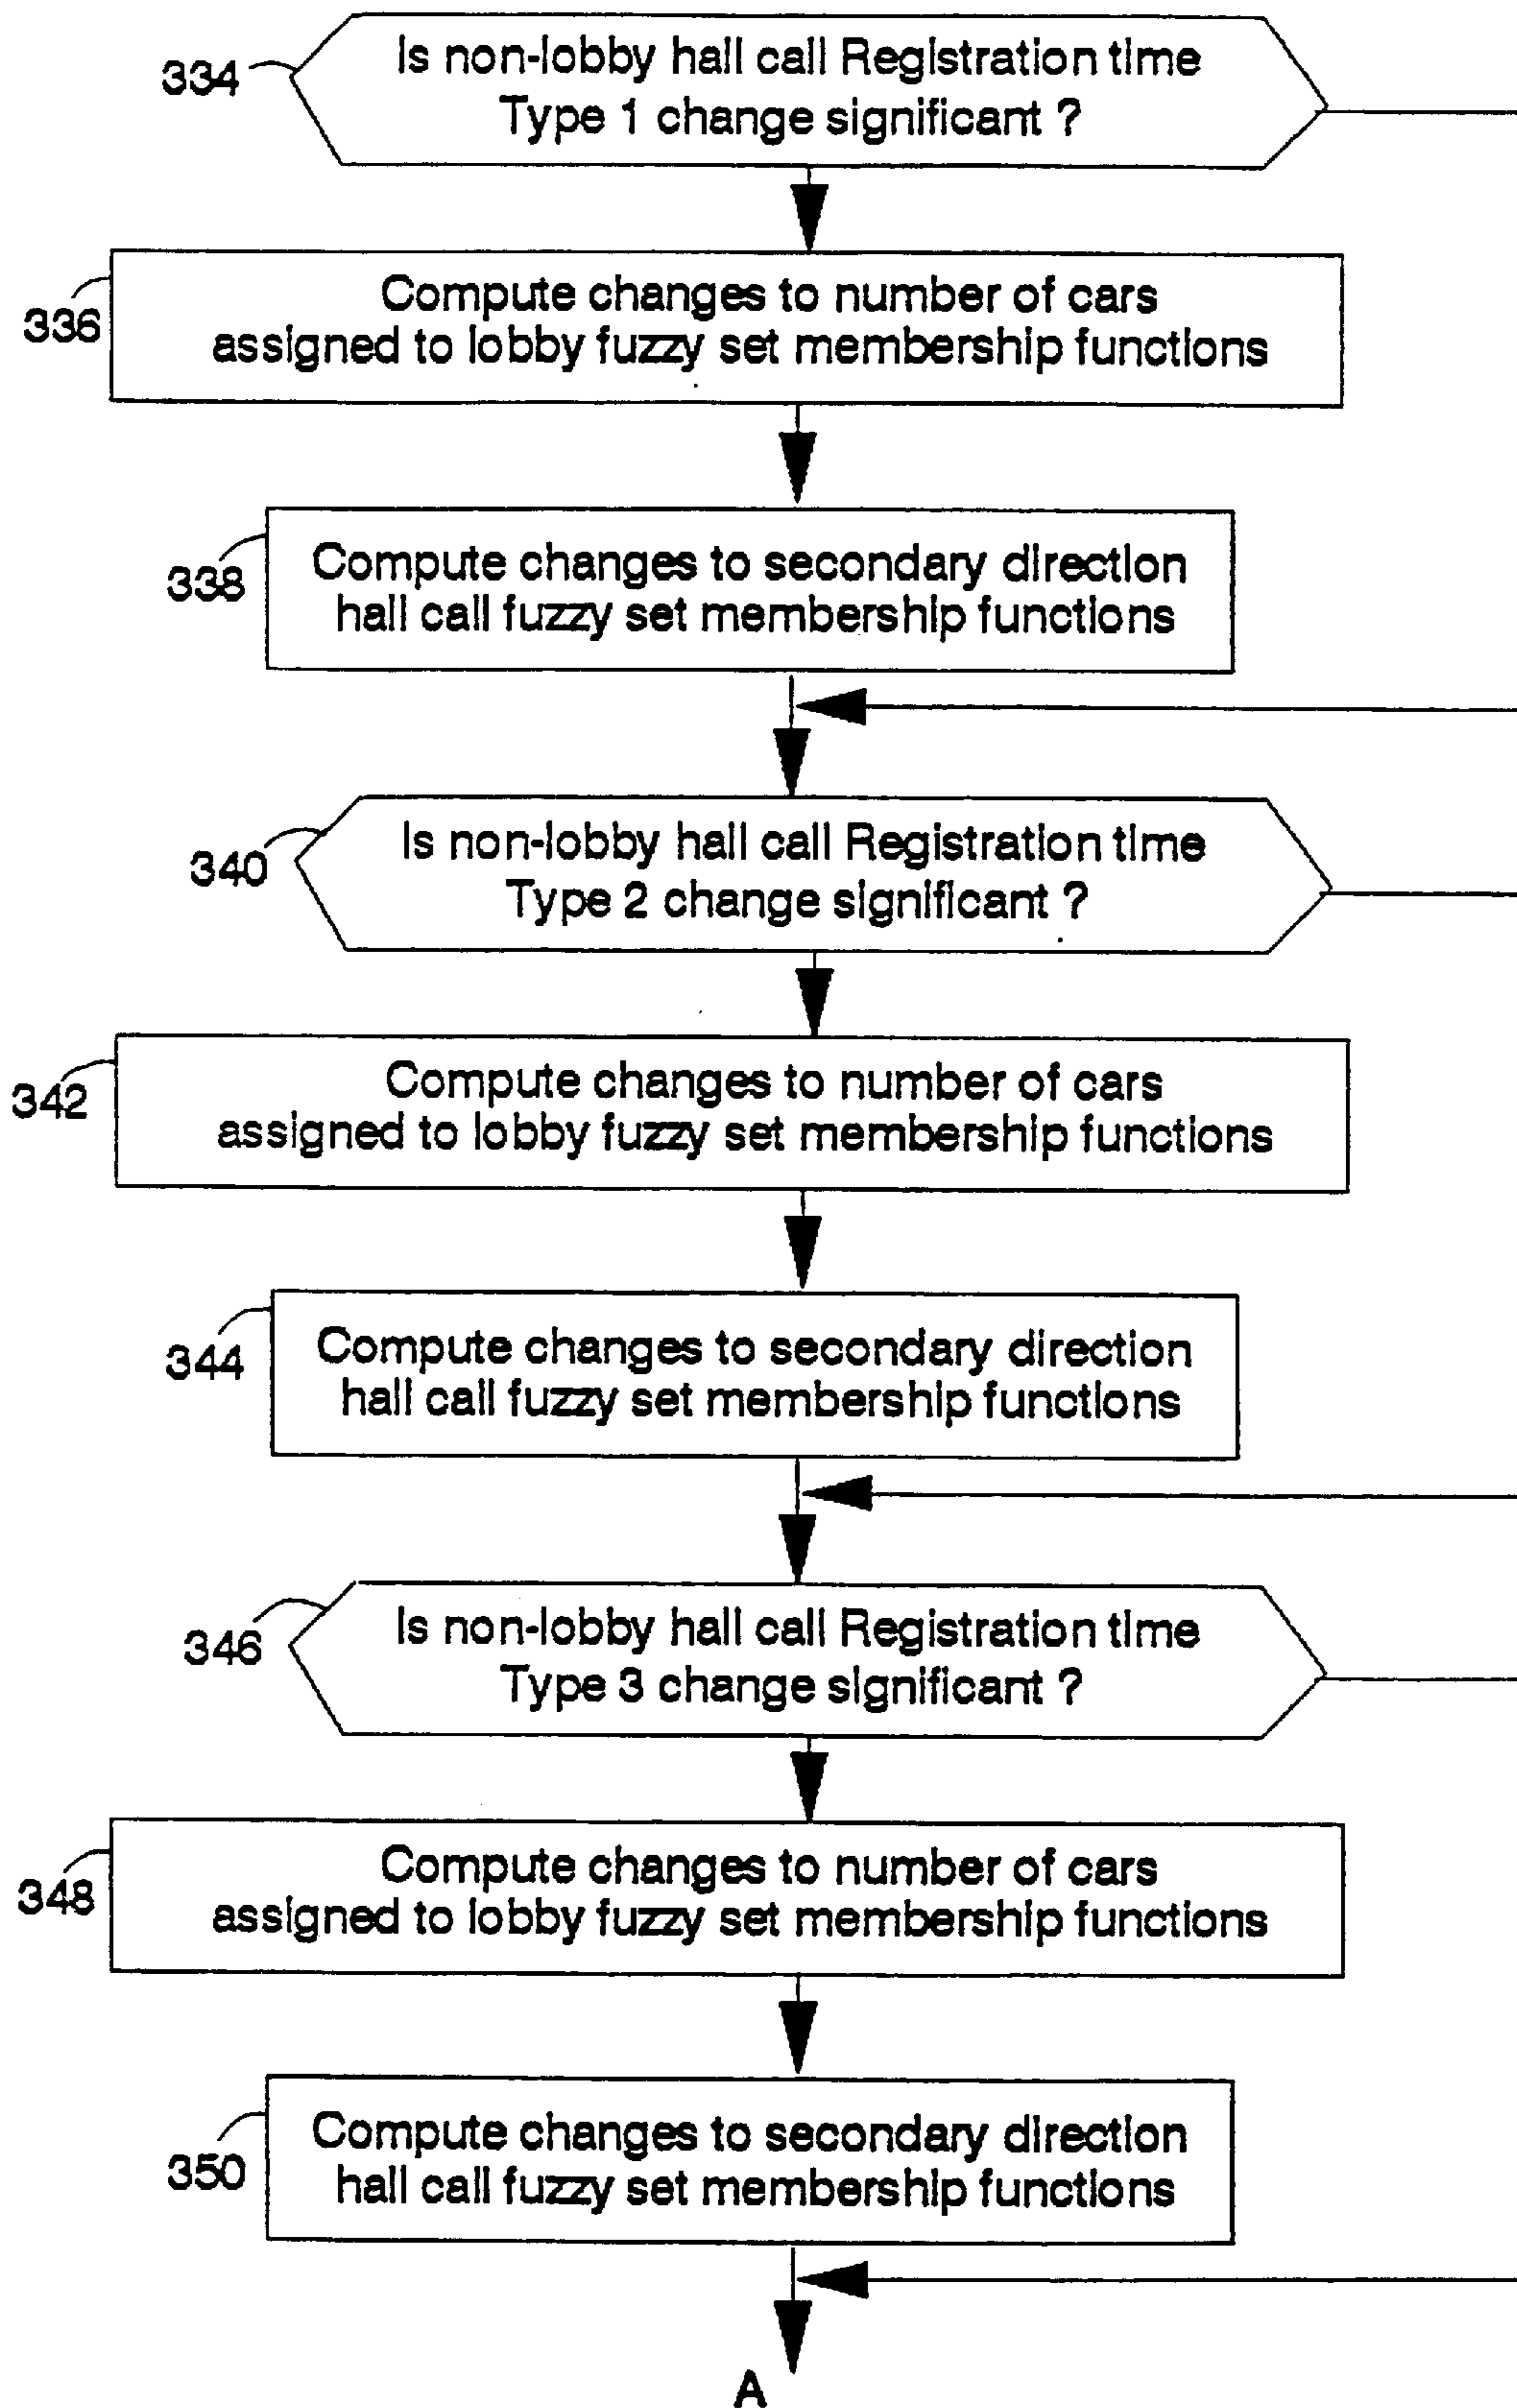 334
Is non-lobby hall call Registration time
Type 1 change significant ?
336
Compute changes to number of cars
assigned to lobby fuzzy set membership functions
338
Compute changes to secondary direction
hall call fuzzy set membership functions
340
Is non-lobby hall call Registration time
Type 2 change significant ?
342
Compute changes to number of cars
assigned to lobby fuzzy set membership functions
344
Compute changes to secondary direction
hall call fuzzy set membership functions
346
Is non-lobby hall call Registration time
Type 3 change significant ?
348
Compute changes to number of cars
assigned to lobby fuzzy set membership functions
350
Compute changes to secondary direction
hall call fuzzy set membership functions
A